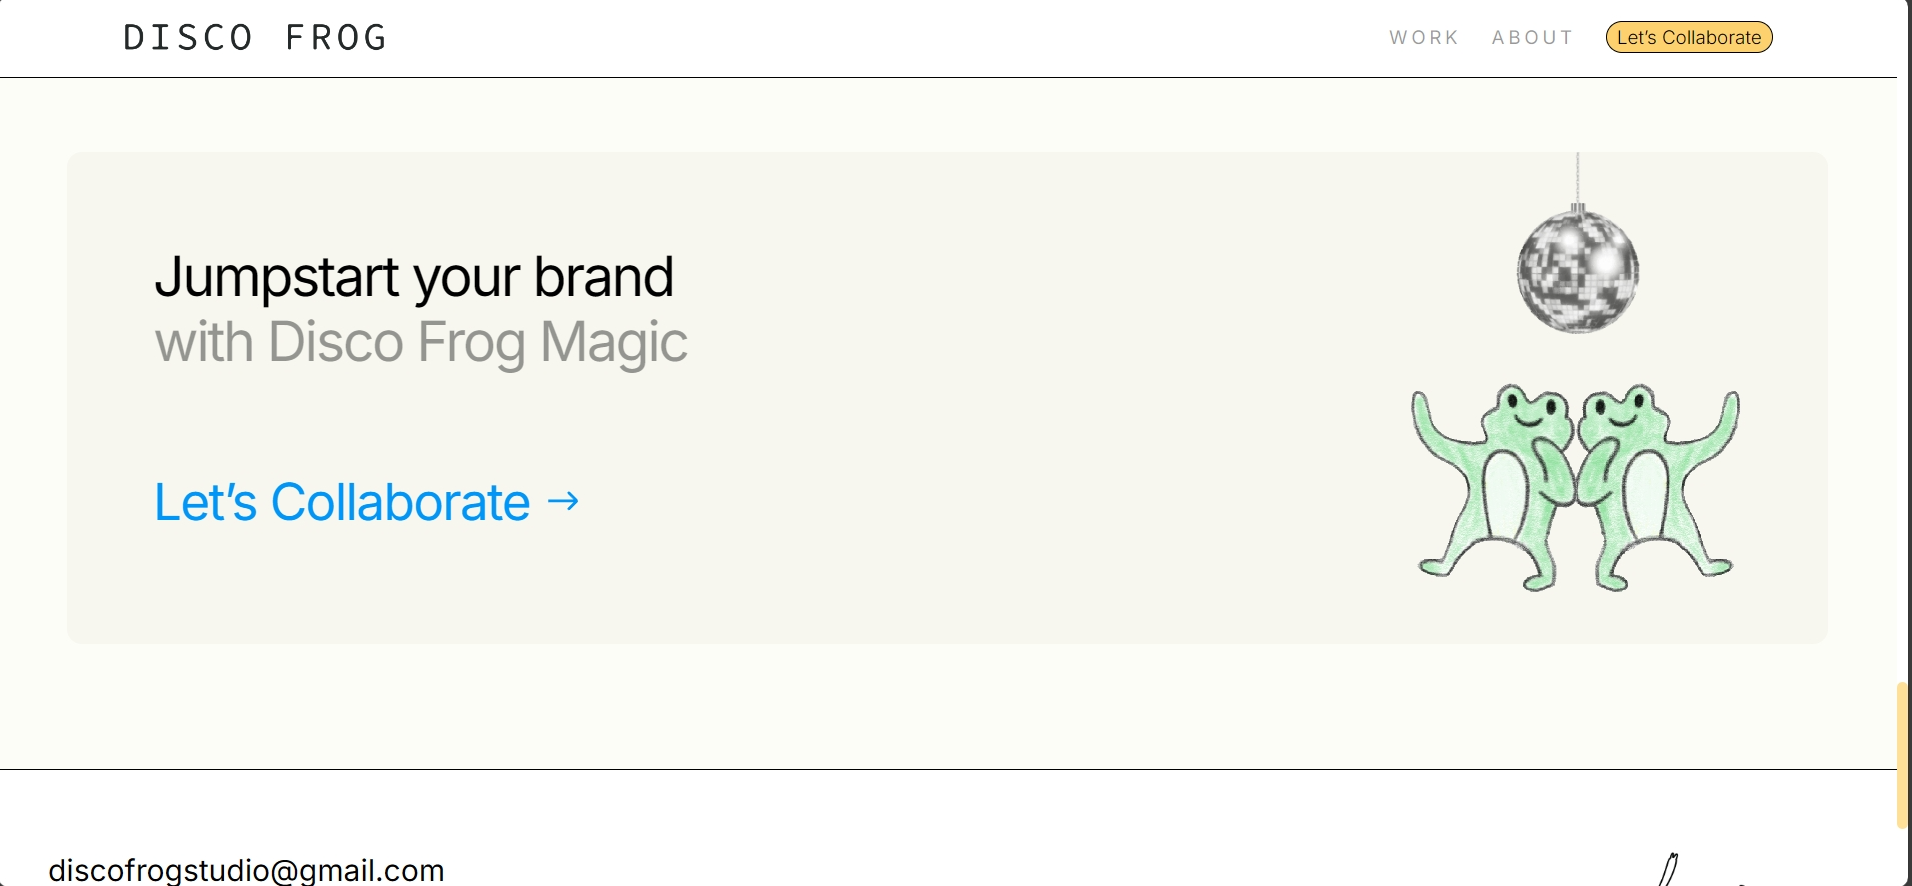 DISCO FROG
WORK
ABOUT
Let’s Collaborate
Jumpstart your brand
with Disco Frog Magic
Let’s Collaborate →
discofrogstudio@gmail.com